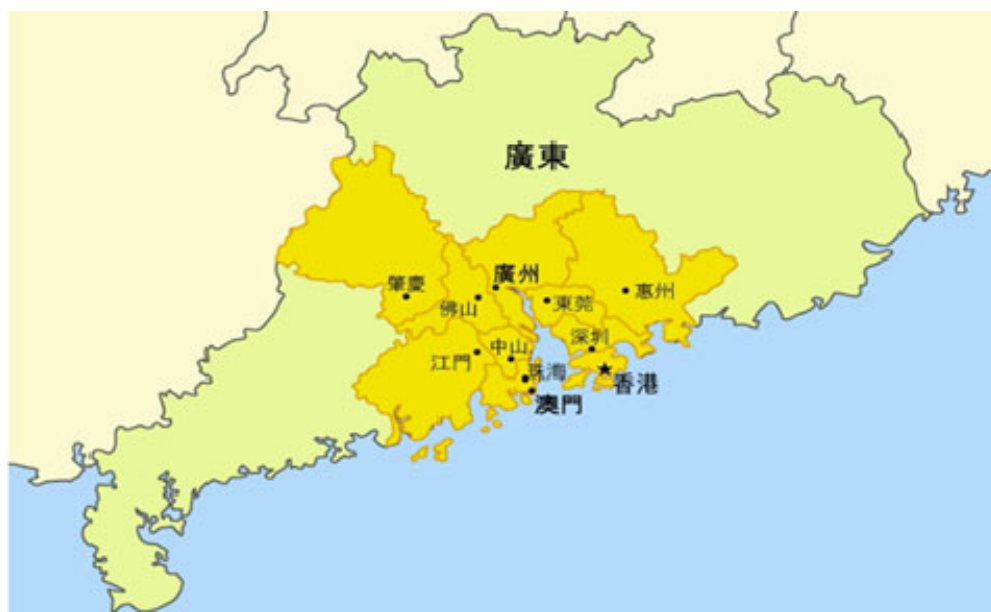 廣東
廣州
肇慶
佛山
東莞
惠州
深圳
中山
江門
珠海
香港
澳門